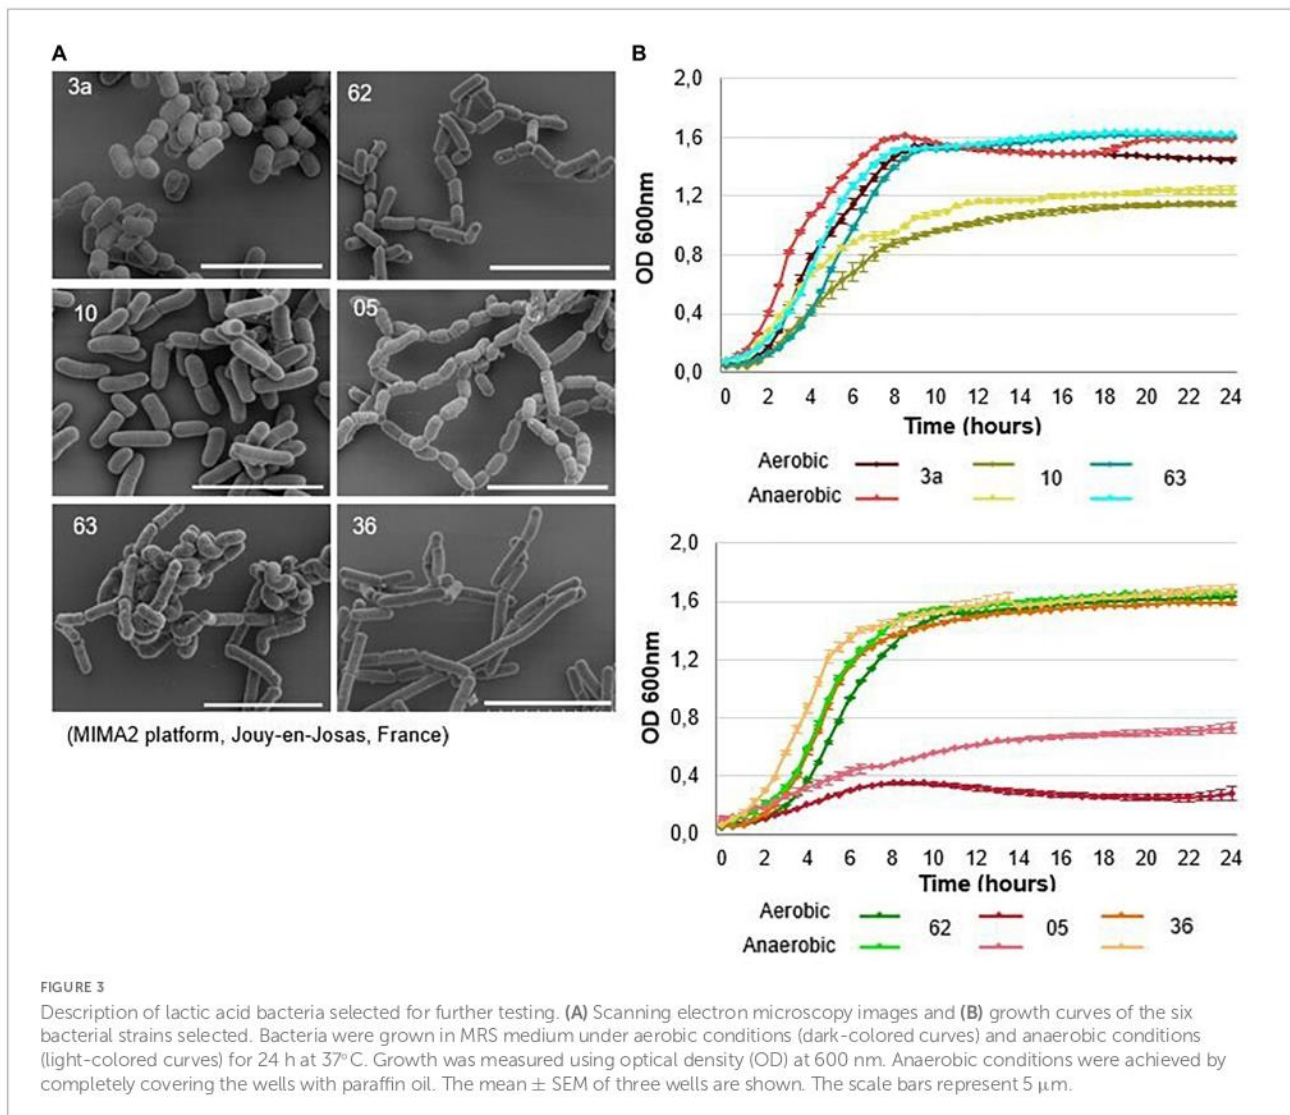 A
3a
62
10
05
63
36
(MIMA2 platform, Jouy-en-Josas, France)
B
2,0
1,6
1,2
0,8
0,4
0,0
OD 600nm
0 2 4 6 8 10 12 14 16 18 20 22 24
Time (hours)
Aerobic
Anaerobic
3a 10 63
2,0
1,6
1,2
0,8
0,4
0,0
OD 600nm
0 2 4 6 8 10 12 14 16 18 20 22 24
Time (hours)
Aerobic
Anaerobic
62 05 36
FIGURE 3
Description of lactic acid bacteria selected for further testing. (A) Scanning electron microscopy images and (B) growth curves of the six
bacterial strains selected. Bacteria were grown in MRS medium under aerobic conditions (dark-colored curves) and anaerobic conditions
(light-colored curves) for 24 h at 37°C. Growth was measured using optical density (OD) at 600 nm. Anaerobic conditions were achieved by
completely covering the wells with paraffin oil. The mean ± SEM of three wells are shown. The scale bars represent 5 μm.